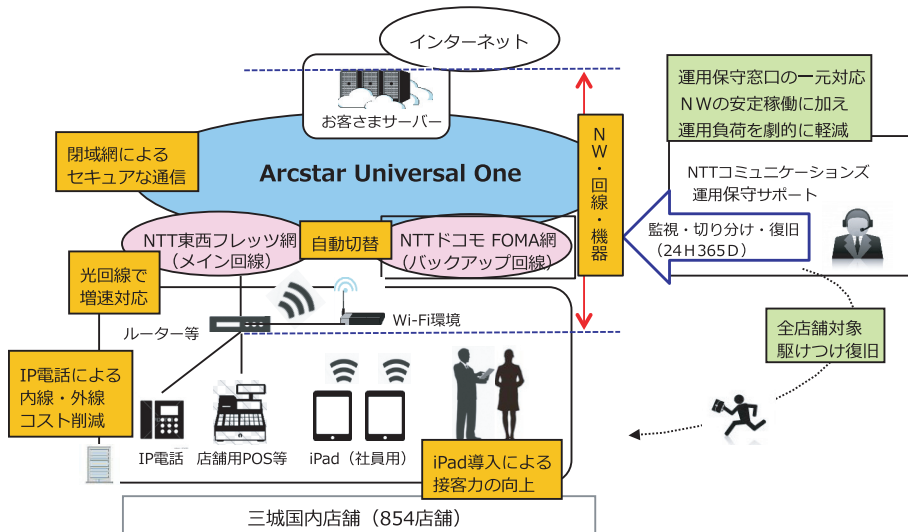 インターネット
お客さまサーバー
運用保守窓口の一元対応
NWの安定稼働に加え
運用負荷を劇的に軽減
閉域網による
セキュアな通信
Arcstar Universal One
NW・回線・機器
NTTコミュニケーションズ
運用保守サポート
監視・切り分け・復旧
（24H365D）
NTT東西フレッツ網
（メイン回線）
自動切替
NTTドコモ FOMA網
（バックアップ回線）
光回線で
増速対応
ルーター等
Wi-Fi環境
全店舗対象
駆けつけ復旧
IP電話による
内線・外線
コスト削減
IP電話
店舗用POS等
iPad（社員用）
iPad導入による
接客力の向上
三城国内店舗（854店舗）